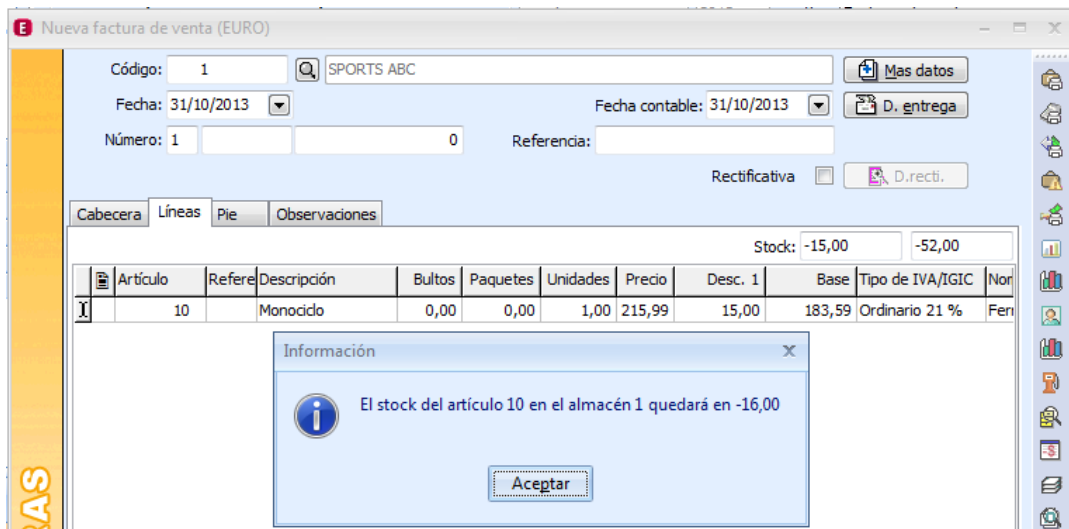 E Nueva factura de venta (EURO)
Código: 1 SPORTS ABC Mas datos
Fecha: 31/10/2013 Fecha contable: 31/10/2013 D. entrega
Número: 1 0 Referencia:
Rectificativa D.recti.
Cabecera Líneas Pie Observaciones
Stock: -15,00 -52,00
Artículo Refere Descripción Bultos Paquetes Unidades Precio Desc. 1 Base Tipo de IVA/IGIC Nor
10 Monociclo 0,00 0,00 1,00 215,99 15,00 183,59 Ordinario 21 % Ferr
Información
El stock del artículo 10 en el almacén 1 quedará en -16,00
Aceptar
RAS